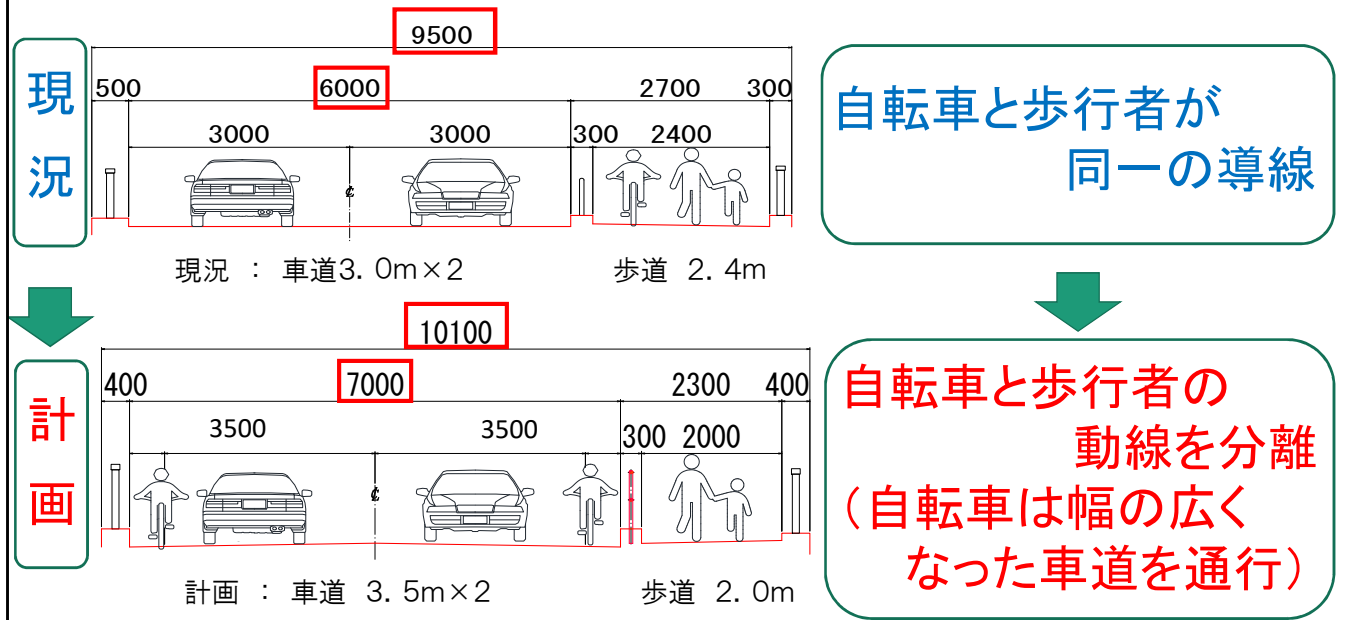 現況
9500
500 6000 2700 300
3000 3000 300 2400
℄
現況 : 車道3.0m×2 歩道 2.4m
自転車と歩行者が
同一の導線
計画
10100
400 7000 2300 400
3500 3500 300 2000
℄
計画 : 車道 3.5m×2 歩道 2.0m
自転車と歩行者の
動線を分離
(自転車は幅の広く
なった車道を通行)